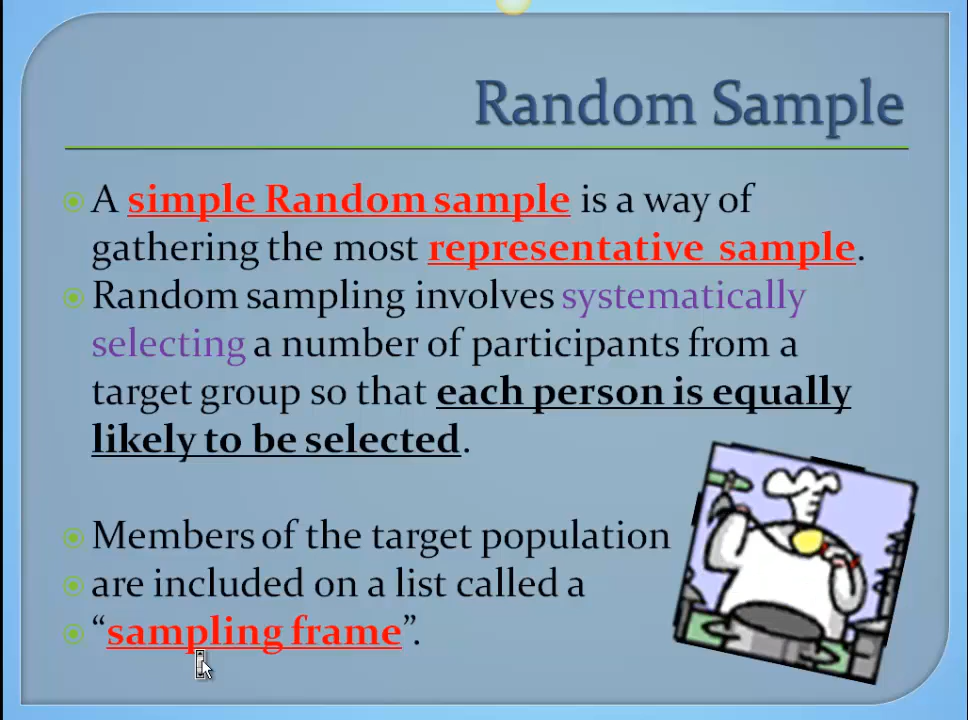 Random Sample
A simple Random sample is a way of
gathering the most representative sample.
Random sampling involves systematically
selecting a number of participants from a
target group so that each person is equally
likely to be selected.
Members of the target population
are included on a list called a
“sampling frame”.